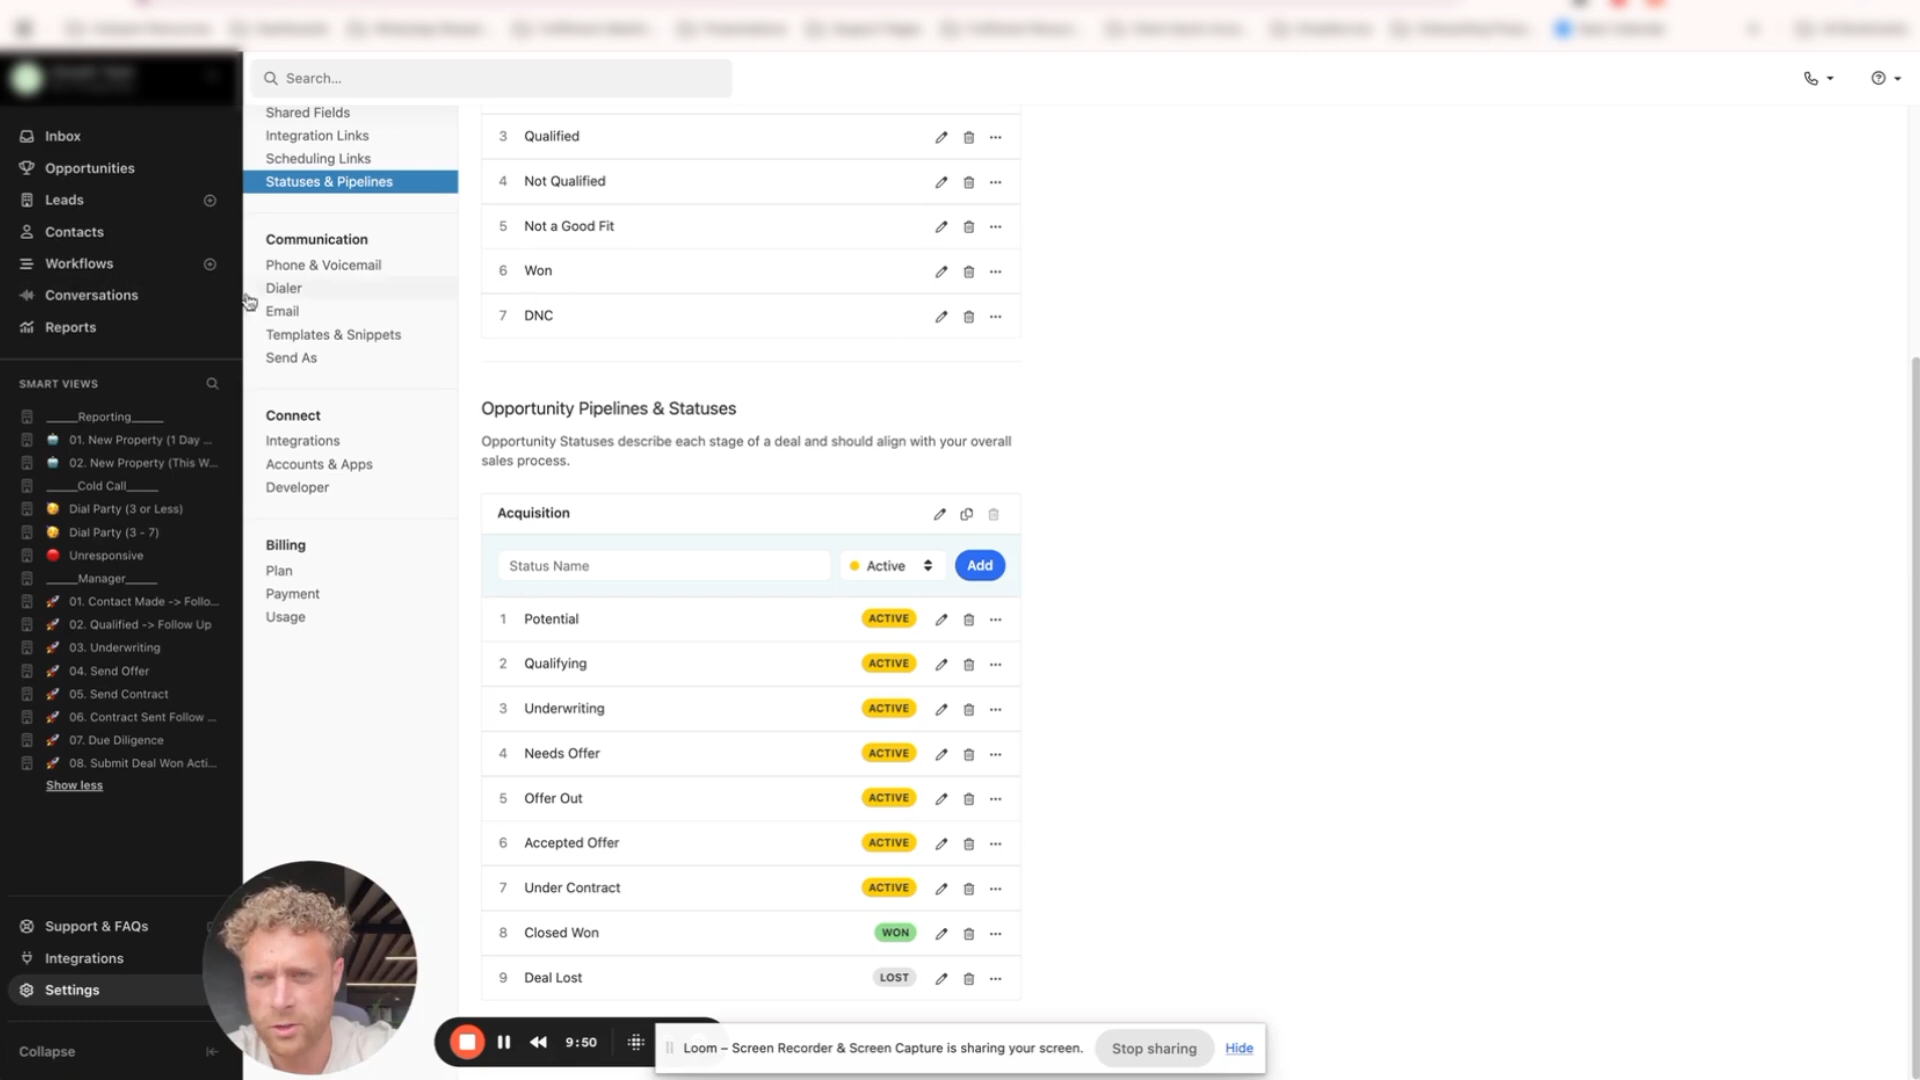 Search...
Inbox
Opportunities
Leads
Contacts
Workflows
Conversations
Reports
SMART VIEWS
_____Reporting_____
01. New Property (1 Day ...
02. New Property (This W...
_____Cold Call_____
Dial Party (3 or Less)
Dial Party (3 - 7)
Unresponsive
_____Manager_____
01. Contact Made -> Follo...
02. Qualified -> Follow Up
03. Underwriting
04. Send Offer
05. Send Contract
06. Contract Sent Follow ...
07. Due Diligence
08. Submit Deal Won Acti...
Show less
Support & FAQs
Integrations
Settings
Collapse
Shared Fields
Integration Links
Scheduling Links
Statuses & Pipelines
Communication
Phone & Voicemail
Dialer
Email
Templates & Snippets
Send As
Connect
Integrations
Accounts & Apps
Developer
Billing
Plan
Payment
Usage
3 Qualified
4 Not Qualified
5 Not a Good Fit
6 Won
7 DNC
Opportunity Pipelines & Statuses
Opportunity Statuses describe each stage of a deal and should align with your overall
sales process.
Acquisition
Status Name Active Add
1 Potential ACTIVE
2 Qualifying ACTIVE
3 Underwriting ACTIVE
4 Needs Offer ACTIVE
5 Offer Out ACTIVE
6 Accepted Offer ACTIVE
7 Under Contract ACTIVE
8 Closed Won WON
9 Deal Lost LOST
9:50
Loom – Screen Recorder & Screen Capture is sharing your screen. Stop sharing Hide